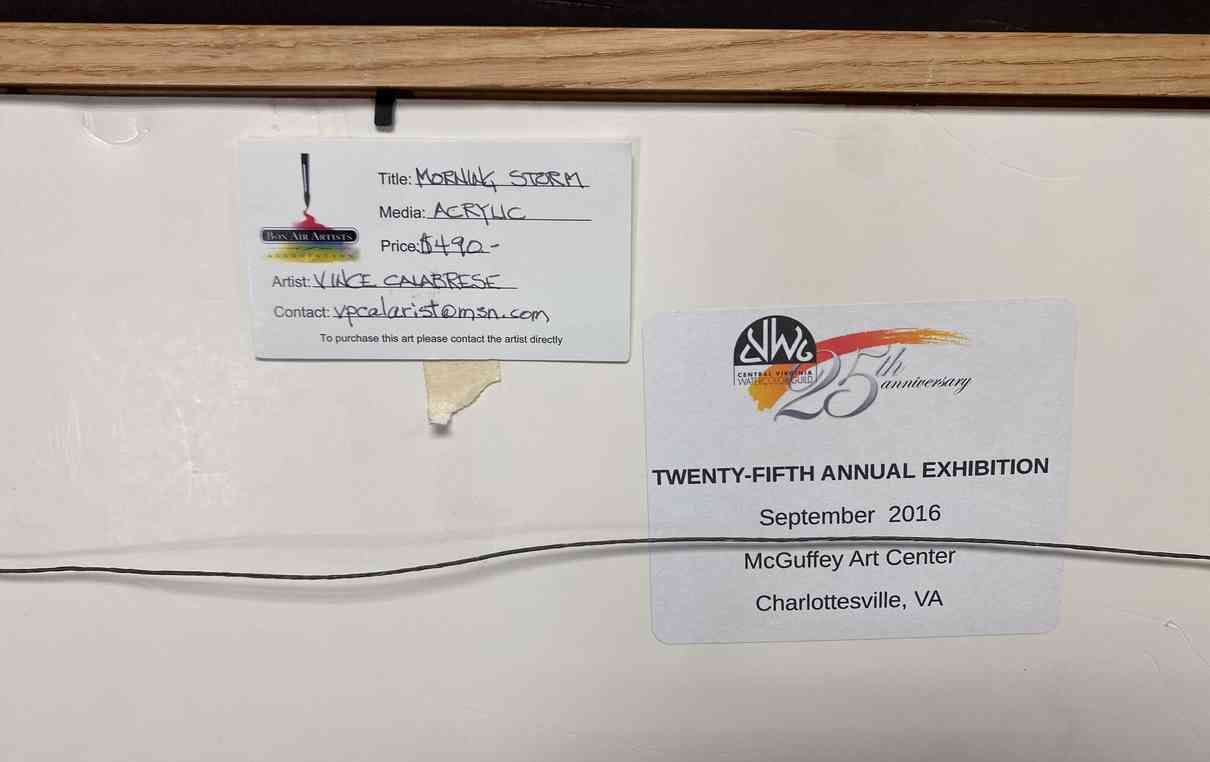 Title: MORNING STORM
Media: ACRYLIC
Price: $490-
BON AIR ARTISTS
ASSOCIATION
Artist: VINCE CALABRESE
Contact: vpcalarist@msn.com
To purchase this art please contact the artist directly
VWG
CENTRAL VIRGINIA
WATERCOLOR GUILD
25th
anniversary
TWENTY-FIFTH ANNUAL EXHIBITION
September 2016
McGuffey Art Center
Charlottesville, VA